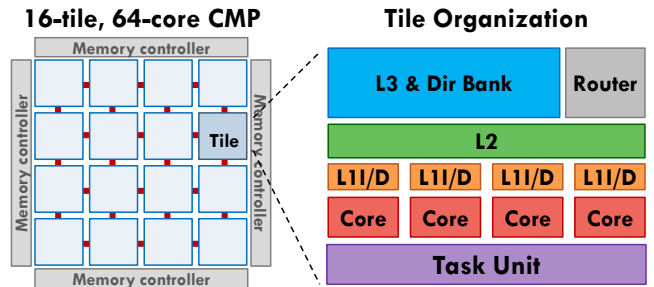 16-tile, 64-core CMP
Memory controller
Memory controller
Memory controller
Tile
Memory controller
Tile Organization
L3 & Dir Bank
Router
L2
L1I/D L1I/D L1I/D L1I/D
Core Core Core Core
Task Unit